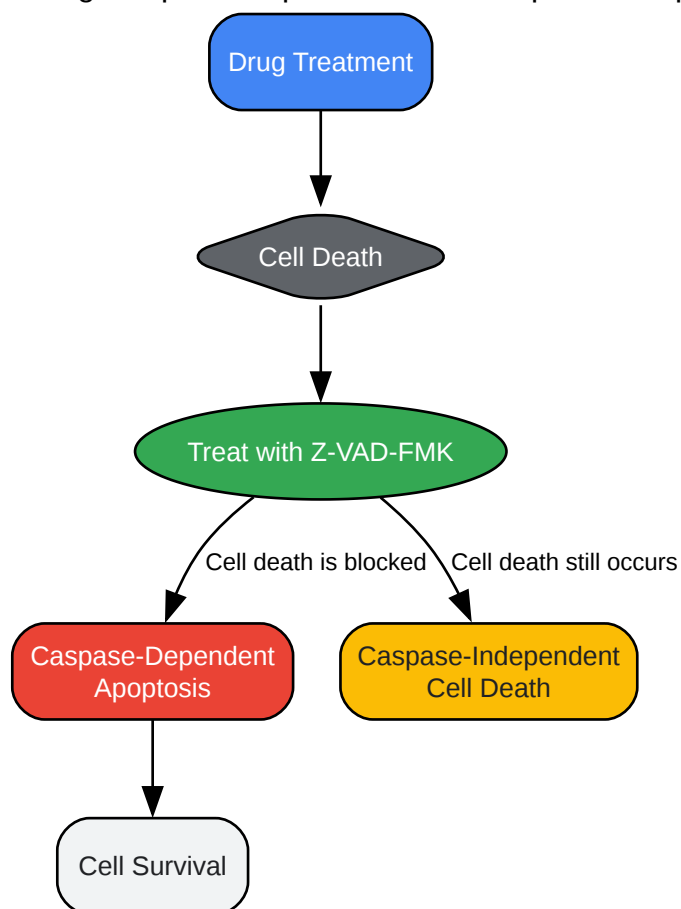 Drug Treatment
Cell Death
Treat with Z-VAD-FMK
Cell death is blocked
Cell death still occurs
Caspase-Dependent
Apoptosis
Caspase-Independent
Cell Death
Cell Survival